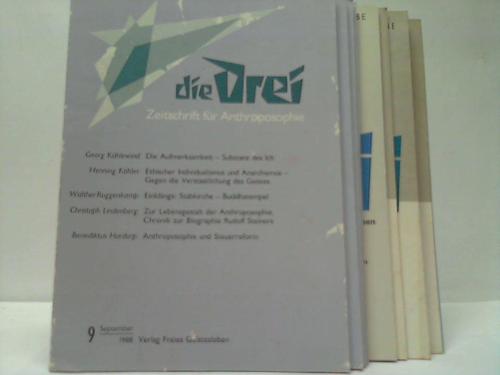 die Drei
Zeitschrift für Anthroposophie
Georg Kühlewind Die Aufmerksamkeit – Substanz des Ich
Henning Köhler Ethischer Individualismus und Anarchismus –
Gegen die Verstaatlichung des Geistes
Walther Roggenkamp Einklänge: Stabkirche – Buddhatempel
Christoph Lindenberg Zur Lebensgestalt der Anthroposophie.
Chronik zur Biographie Rudolf Steiners
Benediktus Hardorp Anthroposophie und Steuerreform
9 September
1988 Verlag Freies Geistesleben